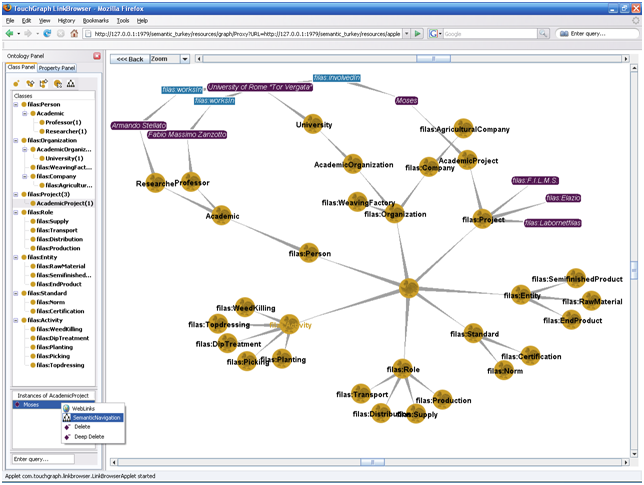 TouchGraph LinkBrowser - Mozilla Firefox
File Edit View History Bookmarks Tools Help
http://127.0.0.1:1979/semantic_turkey/resources/graph/Proxy?URL=http://127.0.0.1:1979/semantic_turkey/resources/apple
Google
Enter query...
Ontology Panel
Class Panel Property Panel
Classes
filas:Person
Academic
Professor(1)
Researcher(1)
filas:Organization
AcademicOrganiz...
University(1)
filas:WeavingFact...
filas:Company
filas:Agricultur...
filas:Project(3)
AcademicProject(1)
filas:Role
filas:Supply
filas:Transport
filas:Distribution
filas:Production
filas:Entity
filas:RawMaterial
filas:Semifinished...
filas:EndProduct
filas:Standard
filas:Norm
filas:Certification
filas:Activity
filas:WeedKilling
filas:DipTreatment
filas:Planting
filas:Picking
filas:Topdressing
Instances of AcademicProject
Moses
WebLinks
SemanticNavigation
Delete
Deep Delete
Enter query...
<<< Back Zoom
filas:involvedIn
filas:worksIn
University of Rome "Tor Vergata"
filas:worksIn
Moses
Armando Stellato
Fabio Massimo Zanzotto
University
filas:AgriculturalCompany
AcademicOrganization
filas:Company
AcademicProject
Researche
Professor
filas:F.I.L.M.S.
filas:Elazio
filas:Labornetfilas
filas:WeavingFactory
filas:Organization
filas:Project
Academic
filas:Person
filas:SemifinishedProduct
filas:Entity
filas:RawMaterial
filas:EndProduct
filas:WeedKilling
filas:Topdressing
filas:Activity
filas:DipTreatment
filas:Picking
filas:Planting
filas:Standard
filas:Certification
filas:Norm
filas:Role
filas:Transport
filas:Production
filas:Distribution
filas:Supply
Applet com.touchgraph.linkbrowser.LinkBrowserApplet started